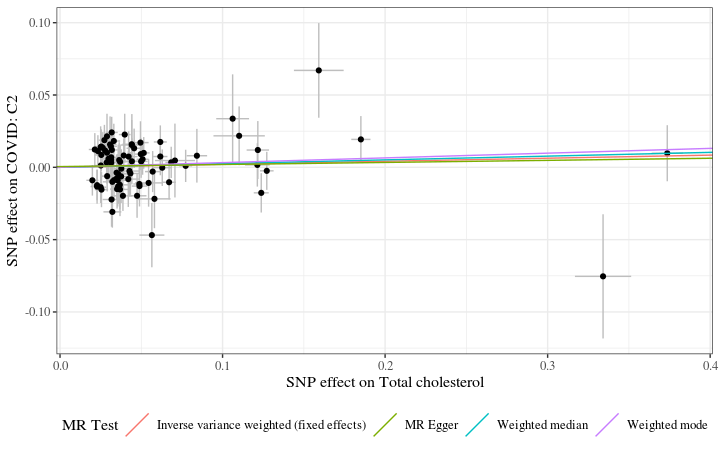 0.10
0.05
0.00
-0.05
-0.10
SNP effect on COVID: C2
0.0 0.1 0.2 0.3 0.4
SNP effect on Total cholesterol
MR Test Inverse variance weighted (fixed effects) MR Egger Weighted median Weighted mode